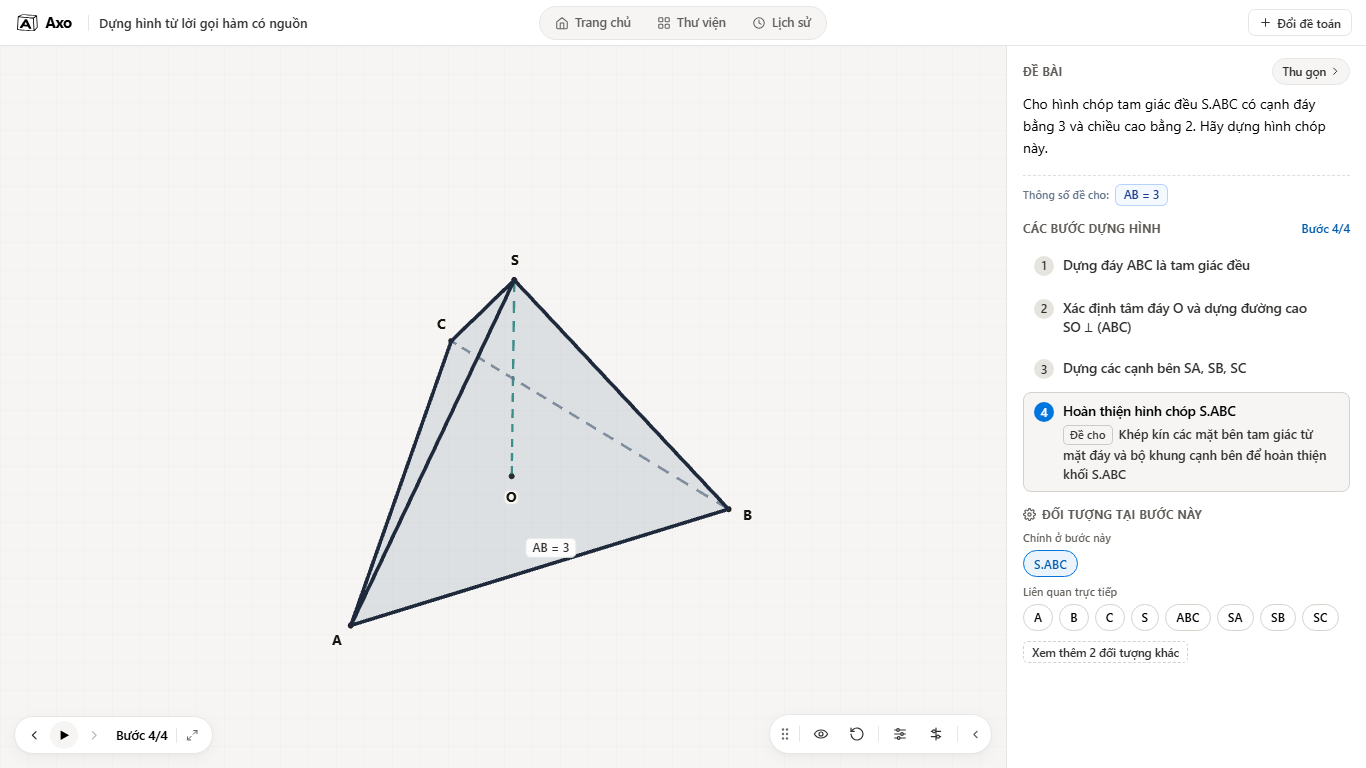 Axo
Dựng hình từ lời gọi hàm có nguồn
Trang chủ
Thư viện
Lịch sử
Đổi đề toán
S
C
O
B
AB = 3
A
Bước 4/4
ĐỀ BÀI
Thu gọn
Cho hình chóp tam giác đều S.ABC có cạnh đáy
bằng 3 và chiều cao bằng 2. Hãy dựng hình chóp
này.
Thông số đề cho: AB = 3
CÁC BƯỚC DỰNG HÌNH
Bước 4/4
1 Dựng đáy ABC là tam giác đều
2 Xác định tâm đáy O và dựng đường cao
SO ⊥ (ABC)
3 Dựng các cạnh bên SA, SB, SC
4 Hoàn thiện hình chóp S.ABC
Đề cho Khép kín các mặt bên tam giác từ
mặt đáy và bộ khung cạnh bên để hoàn thiện
khối S.ABC
ĐỐI TƯỢNG TẠI BƯỚC NÀY
Chính ở bước này
S.ABC
Liên quan trực tiếp
A B C S ABC SA SB SC
Xem thêm 2 đối tượng khác